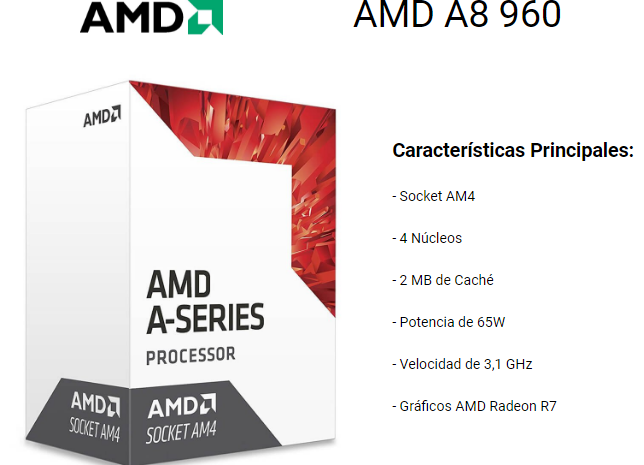 AMD
AMD A8 960
AMD
AMD
A-SERIES
PROCESSOR
AMD
SOCKET AM4
AMD
SOCKET AM4
Características Principales:
- Socket AM4
- 4 Núcleos
- 2 MB de Caché
- Potencia de 65W
- Velocidad de 3,1 GHz
- Gráficos AMD Radeon R7